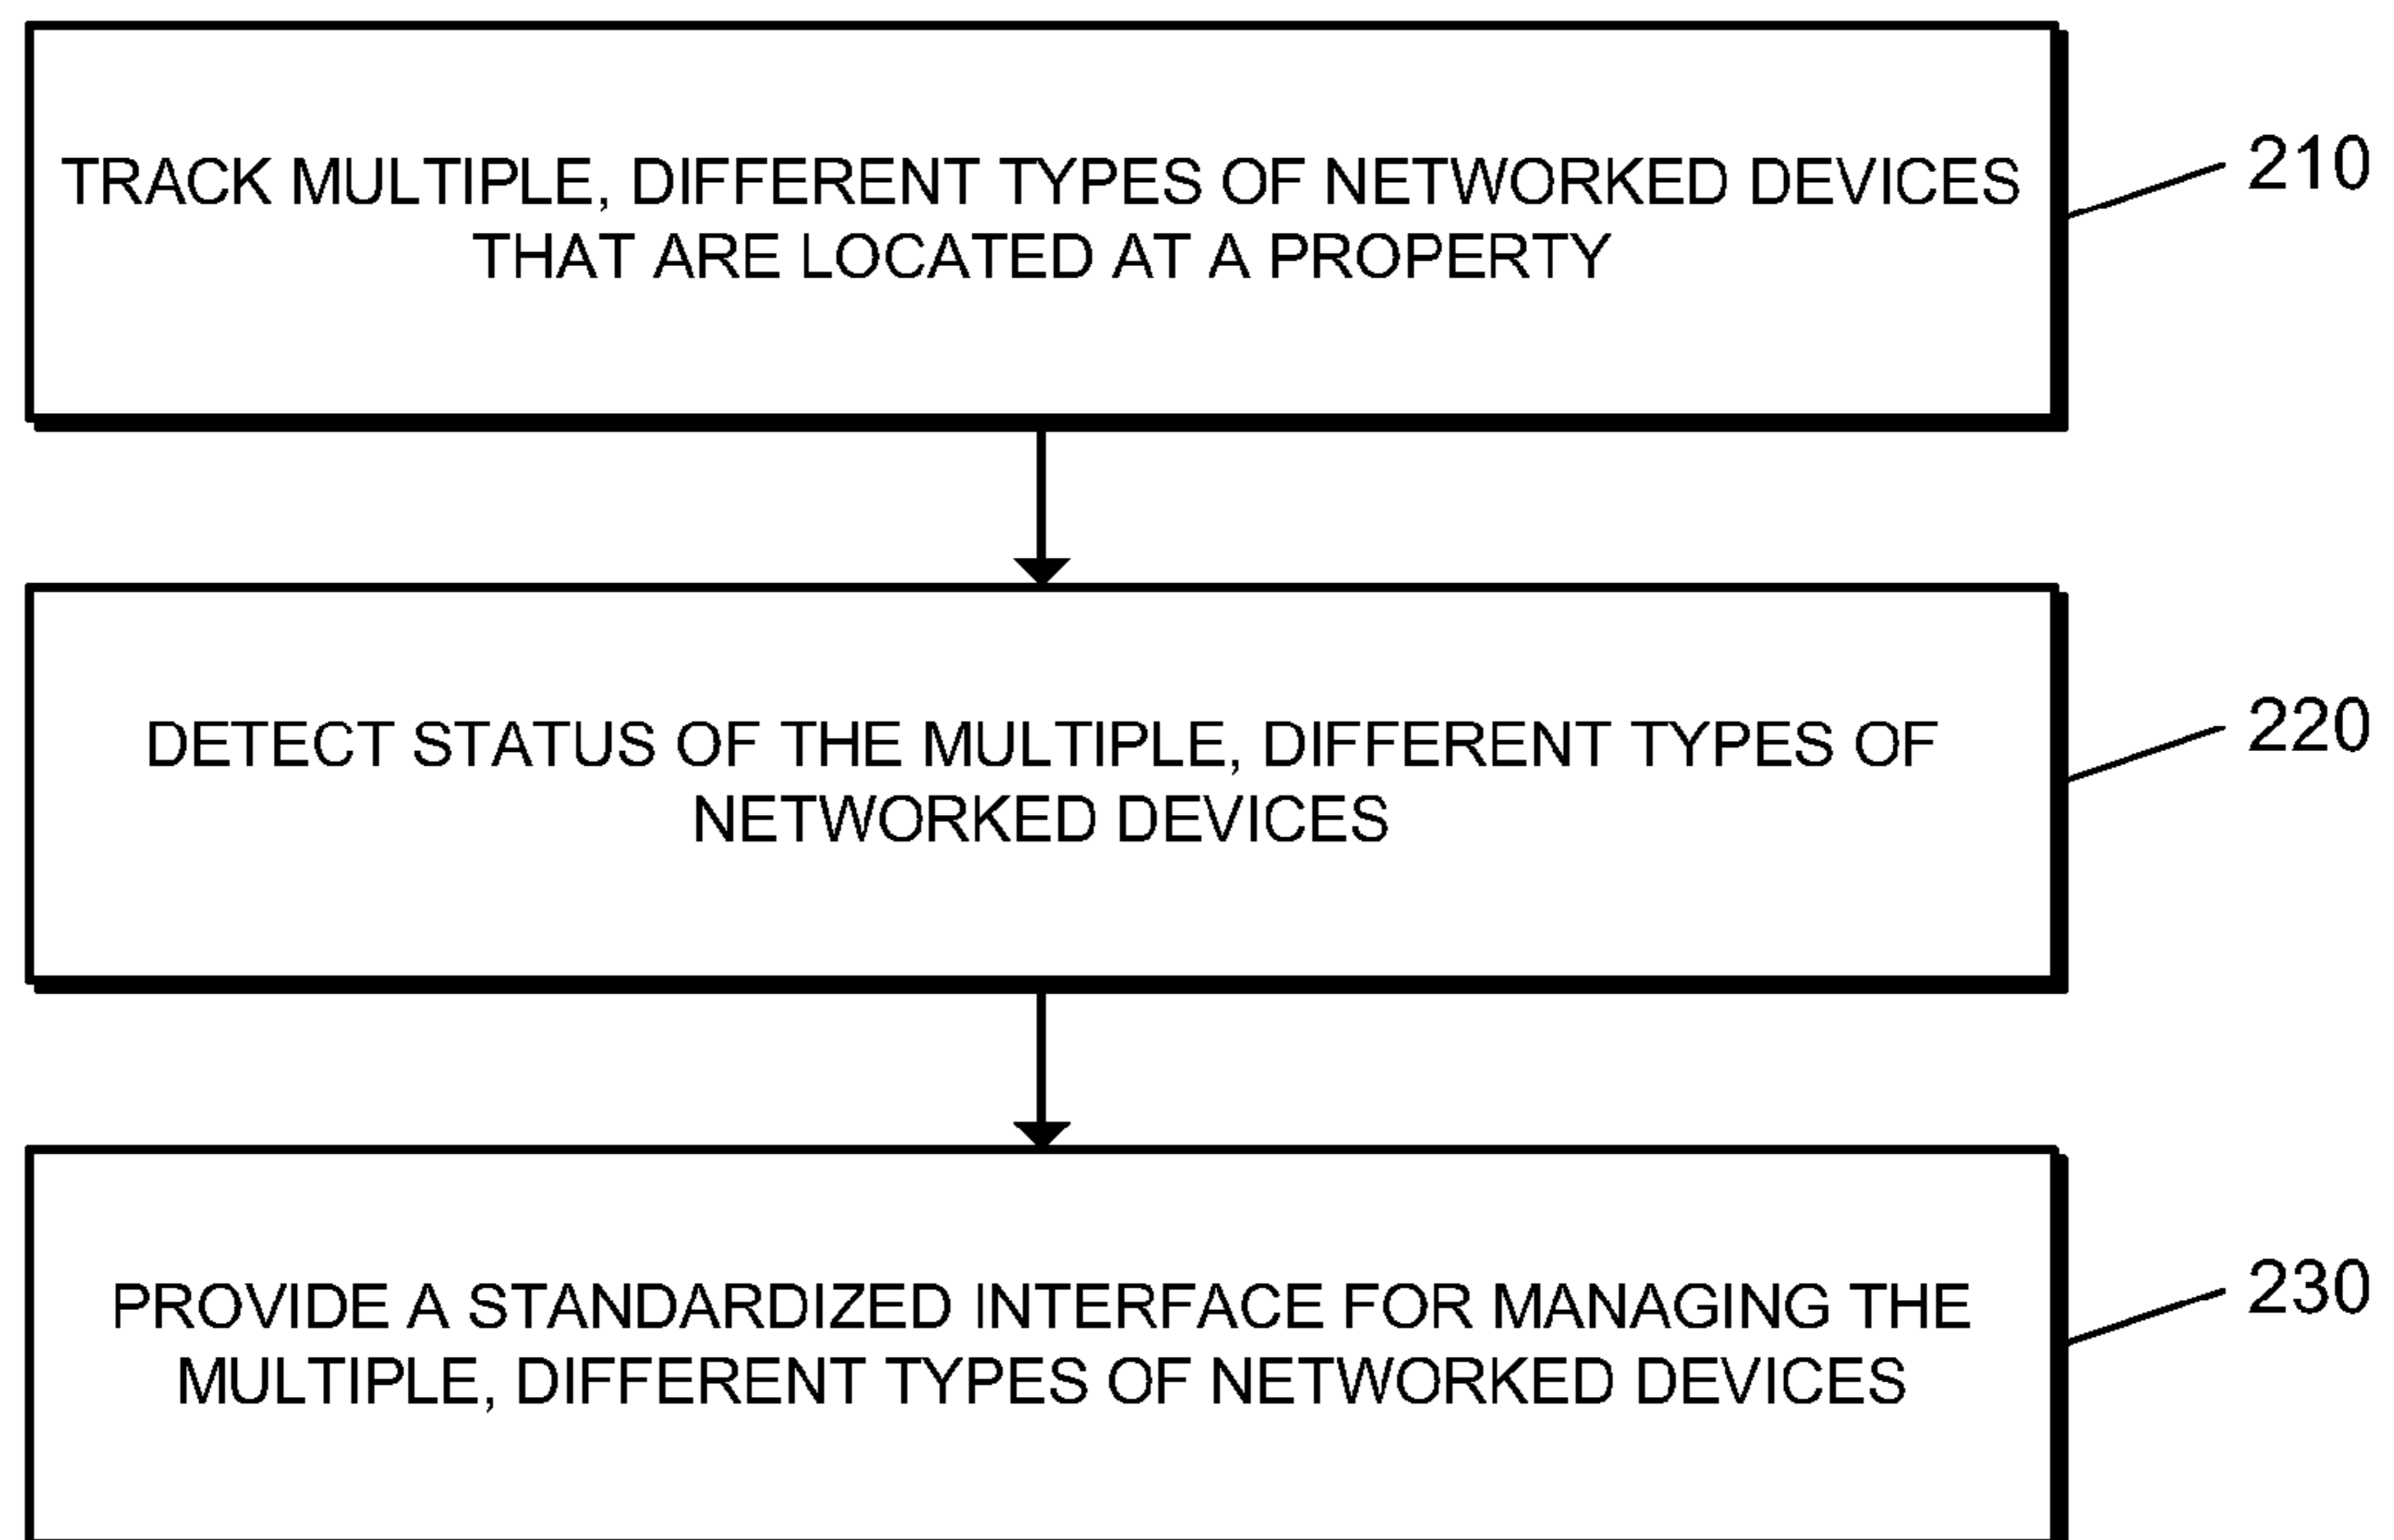 TRACK MULTIPLE, DIFFERENT TYPES OF NETWORKED DEVICES
THAT ARE LOCATED AT A PROPERTY
210
DETECT STATUS OF THE MULTIPLE, DIFFERENT TYPES OF
NETWORKED DEVICES
220
PROVIDE A STANDARDIZED INTERFACE FOR MANAGING THE
MULTIPLE, DIFFERENT TYPES OF NETWORKED DEVICES
230